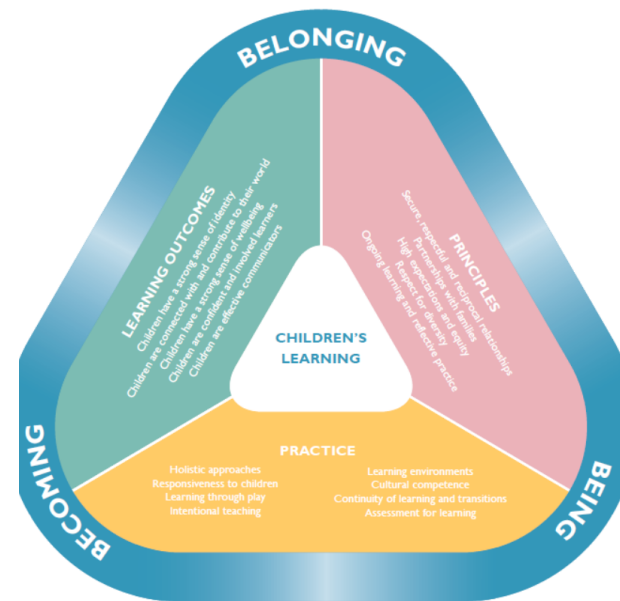 BELONGING
LEARNING OUTCOMES
Children have a strong sense of identity
Children are connected with and contribute to their world
Children have a strong sense of wellbeing
Children are confident and involved learners
Children are effective communicators
PRINCIPLES
Secure, respectful and reciprocal relationships
Partnerships with families
High expectations and equity
Respect for diversity
Ongoing learning and reflective practice
CHILDREN'S
LEARNING
PRACTICE
Holistic approaches
Responsiveness to children
Learning through play
Intentional teaching
Learning environments
Cultural competence
Continuity of learning and transitions
Assessment for learning
BECOMING
BEING